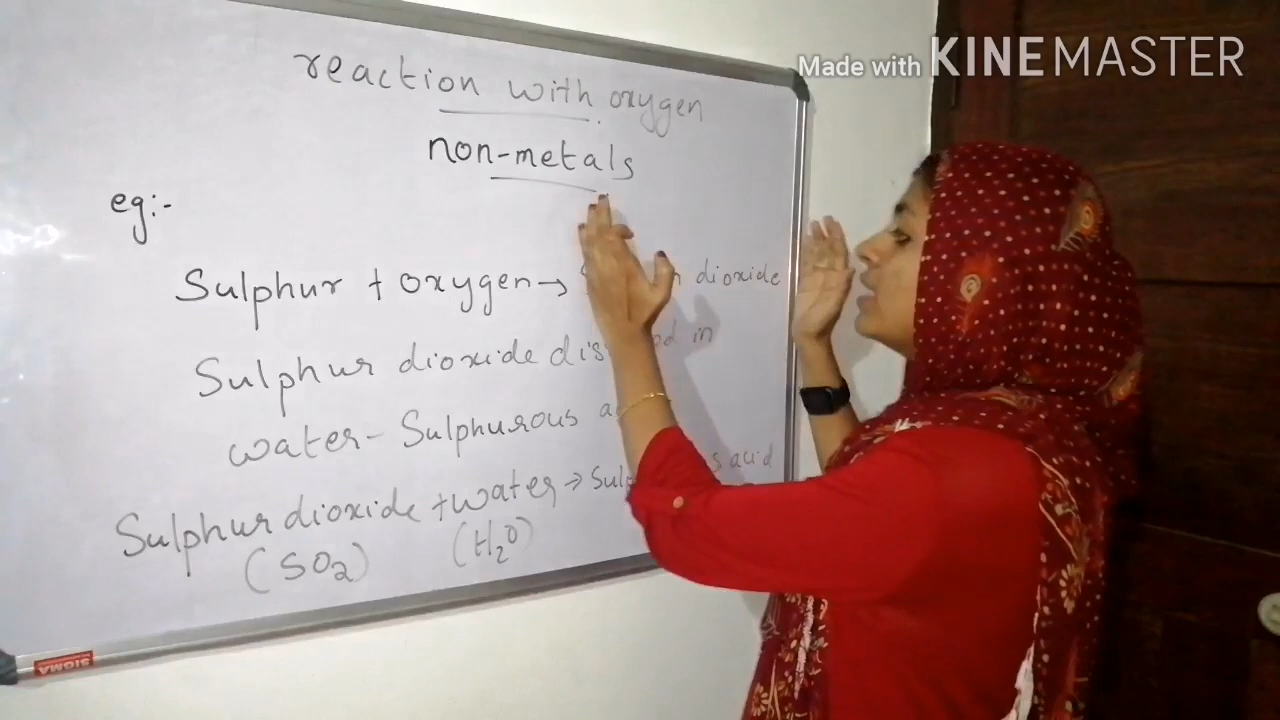 Made with KINEMASTER
reaction with oxygen
non-metals
eg:-
Sulphur + oxygen → dioxide
Sulphur dioxide in
water - Sulphurous
Sulphur dioxide + water → acid
(SO2) (H2O)
SIGMA